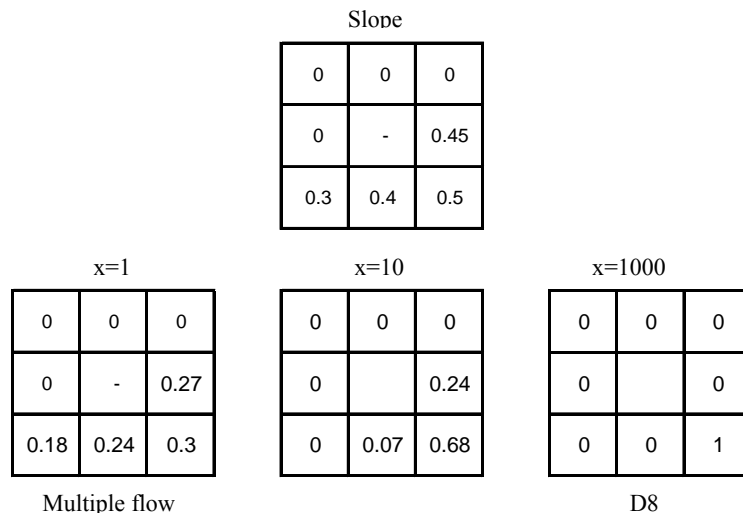 Slope
0 0 0
0 - 0.45
0.3 0.4 0.5
x=1 x=10 x=1000
0 0 0 0 0 0 0 0 0
0 - 0.27 0 0.24 0 0
0.18 0.24 0.3 0 0.07 0.68 0 0 1
Multiple flow D8